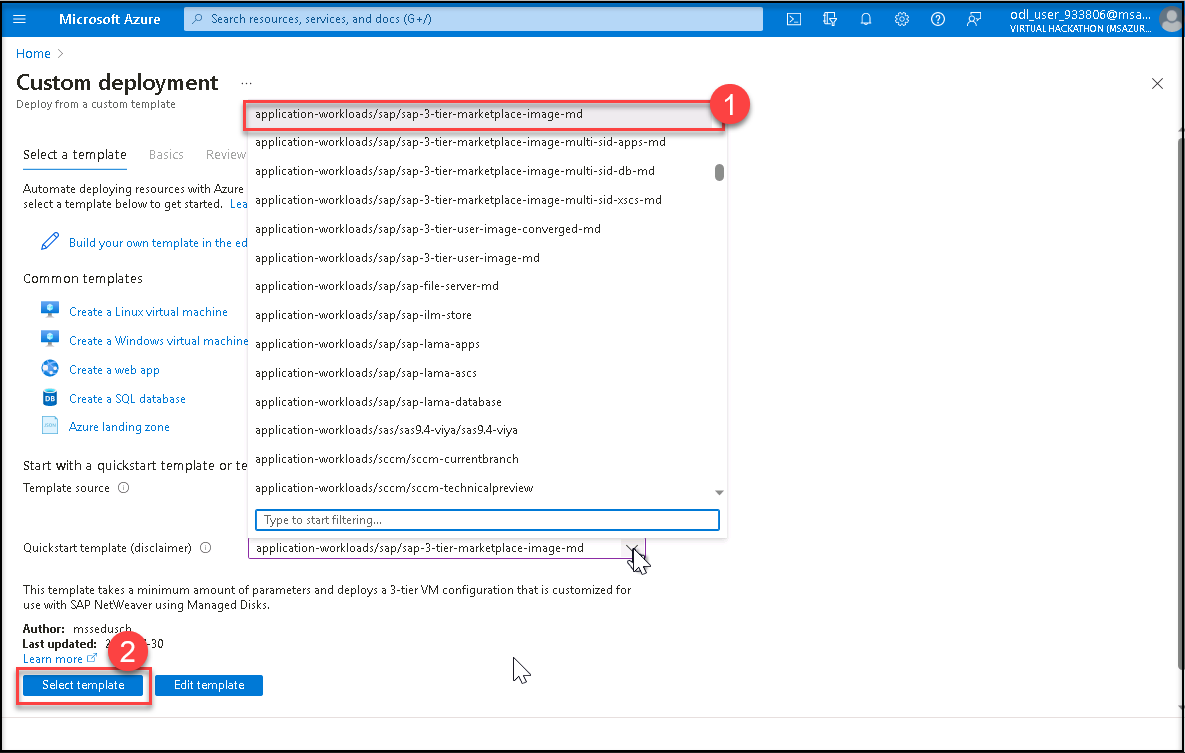 Microsoft Azure
Search resources, services, and docs (G+/)
odl_user_933806@msa...
VIRTUAL HACKATHON (MSAZUR...
Home
Custom deployment
...
Deploy from a custom template
1
application-workloads/sap/sap-3-tier-marketplace-image-md
application-workloads/sap/sap-3-tier-marketplace-image-multi-sid-apps-md
application-workloads/sap/sap-3-tier-marketplace-image-multi-sid-db-md
application-workloads/sap/sap-3-tier-marketplace-image-multi-sid-xscs-md
application-workloads/sap/sap-3-tier-user-image-converged-md
application-workloads/sap/sap-3-tier-user-image-md
application-workloads/sap/sap-file-server-md
application-workloads/sap/sap-ilm-store
application-workloads/sap/sap-lama-apps
application-workloads/sap/sap-lama-ascs
application-workloads/sap/sap-lama-database
application-workloads/sas/sas9.4-viya/sas9.4-viya
application-workloads/sccm/sccm-currentbranch
application-workloads/sccm/sccm-technicalpreview
Type to start filtering...
Select a template Basics Review
Automate deploying resources with Azure
select a template below to get started. Lea
Build your own template in the ed
Common templates
Create a Linux virtual machine
Create a Windows virtual machine
Create a web app
DB
Create a SQL database
Azure landing zone
Start with a quickstart template or te
Template source
Quickstart template (disclaimer)
application-workloads/sap/sap-3-tier-marketplace-image-md
This template takes a minimum amount of parameters and deploys a 3-tier VM configuration that is customized for
use with SAP NetWeaver using Managed Disks.
Author: mssedusch
Last updated: -30
Learn more
2
Select template
Edit template